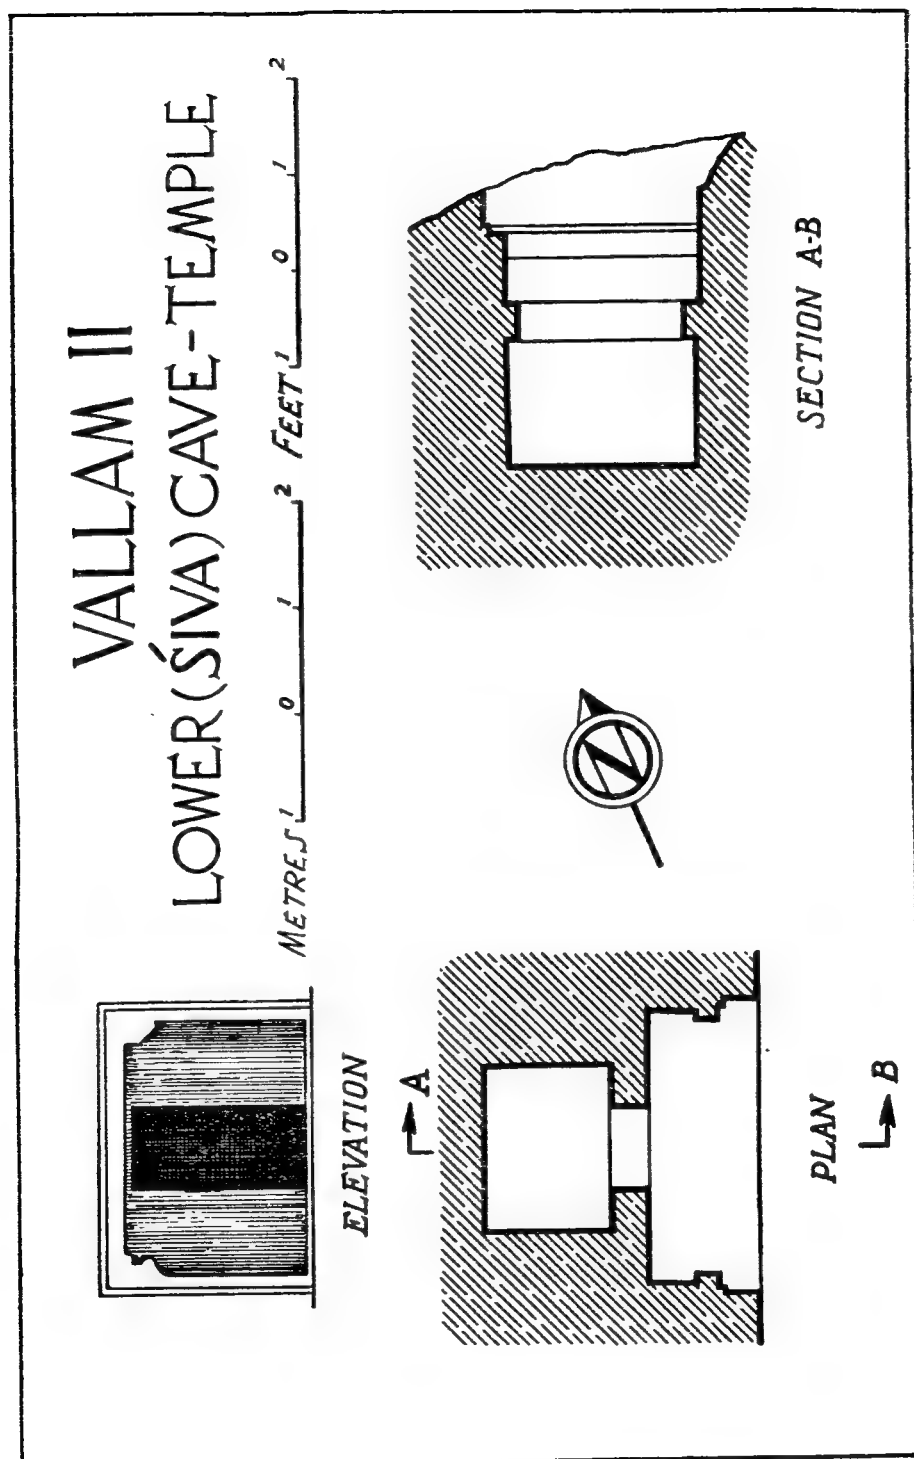 VALLAM II
LOWER (ŚIVA) CAVE-TEMPLE
METRES 1 0 1 2 FEET 1 0 1 2
ELEVATION
A
PLAN
B
N
SECTION A-B